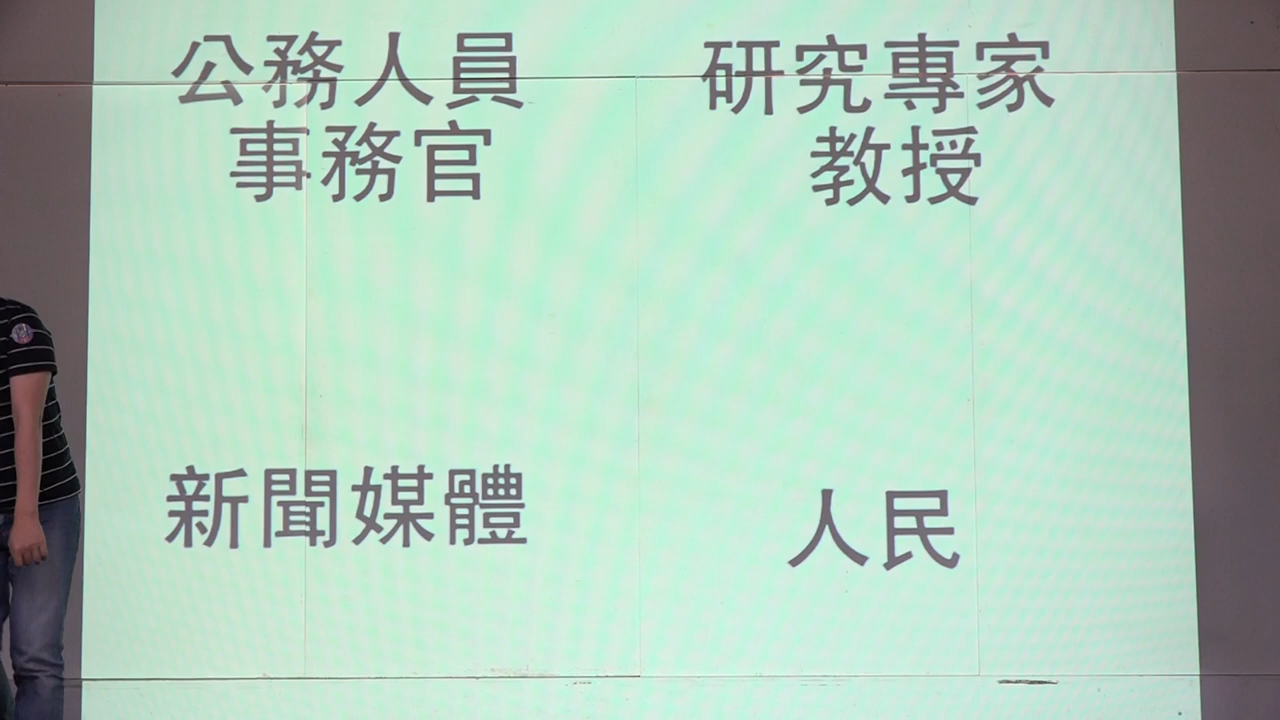 公務人員
事務官
研究專家
教授
新聞媒體
人民